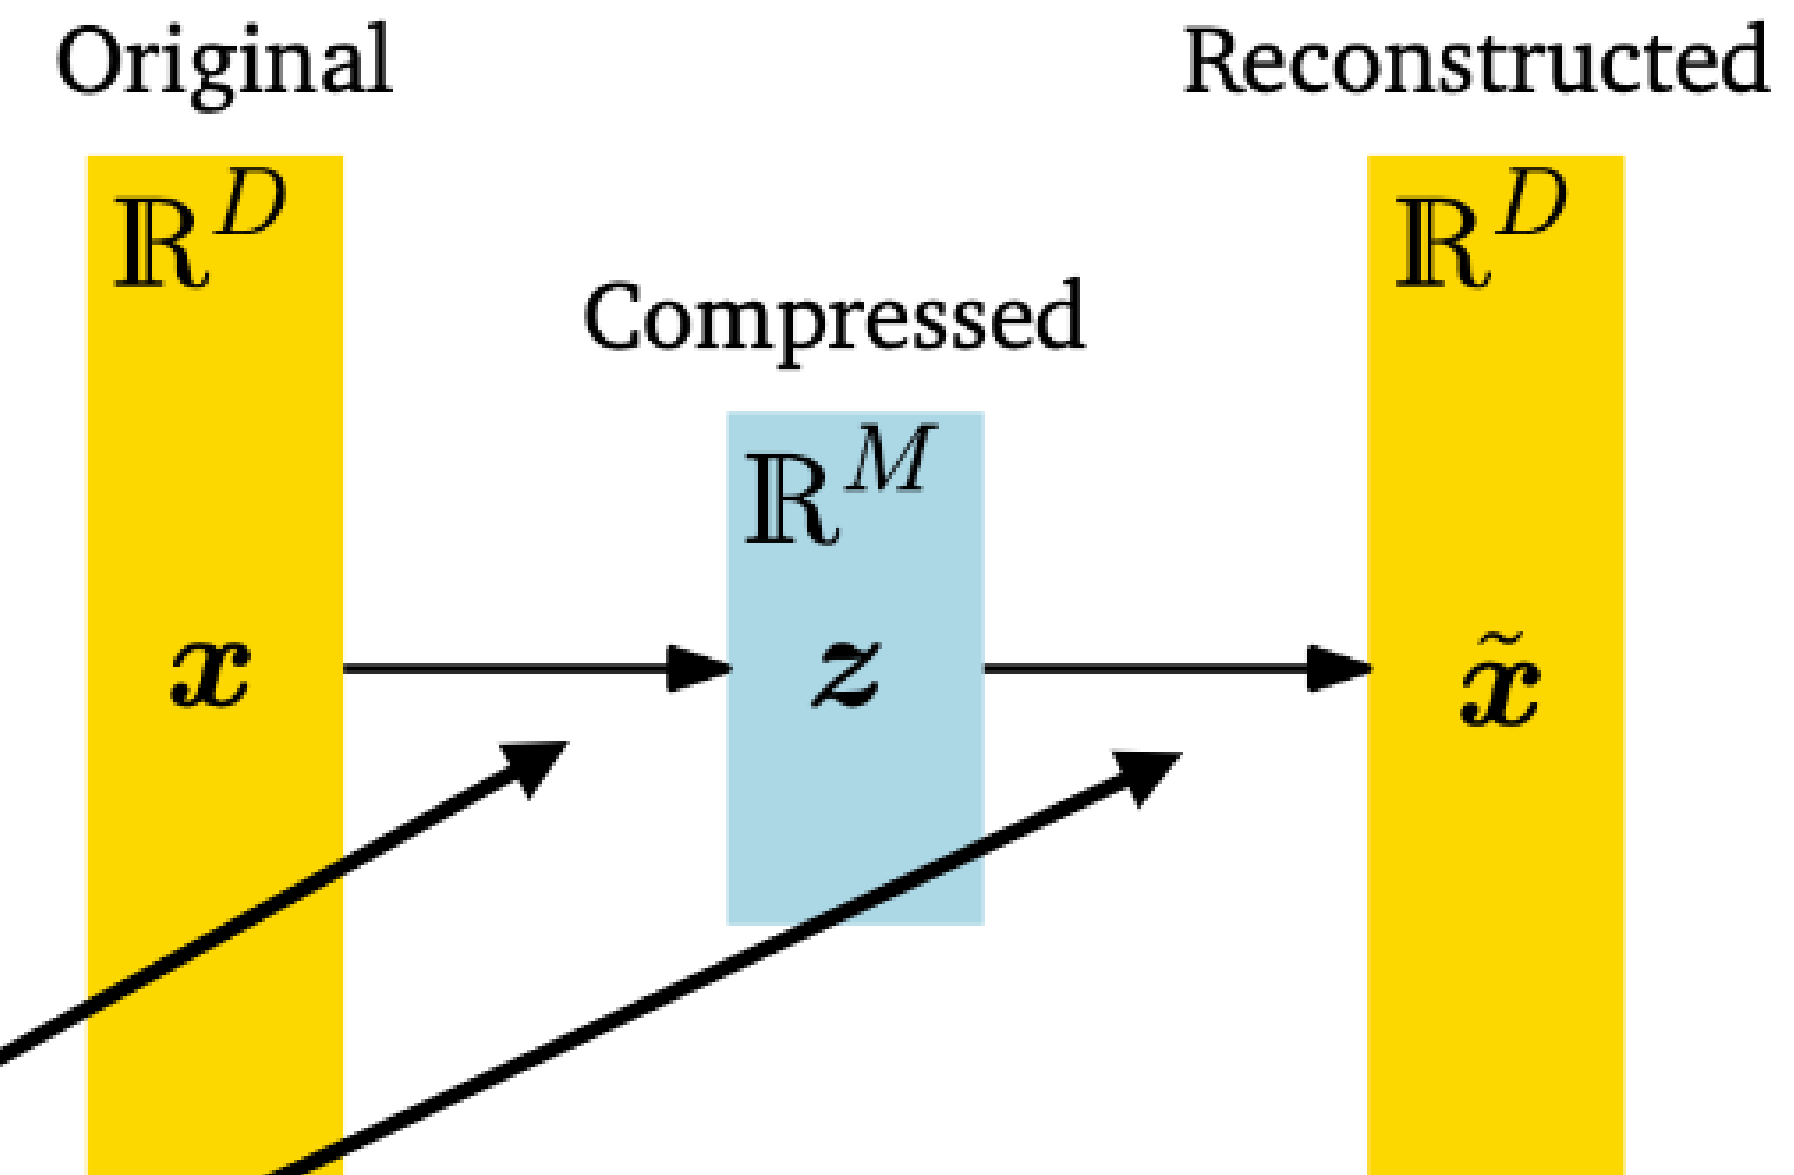 Original
Reconstructed
ℝ^D
ℝ^D
Compressed
ℝ^M
x
z
x̃